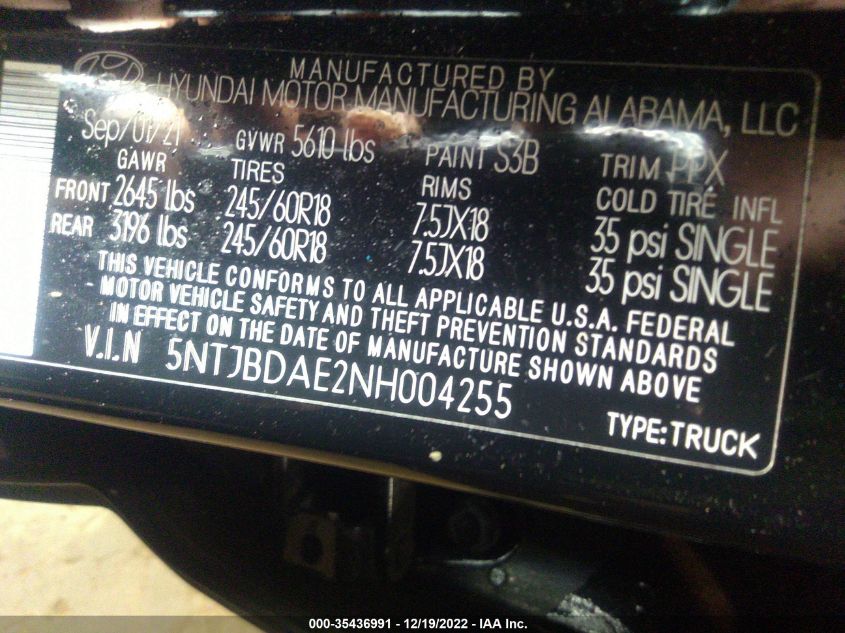 MANUFACTURED BY
HYUNDAI MOTOR MANUFACTURING ALABAMA, LLC
Sep/01/21 GVWR 5610 lbs PAINT S3B TRIM PPX
GAWR TIRES RIMS COLD TIRE INFL
FRONT 2645 lbs 245/60R18 7.5JX18 35 psi SINGLE
REAR 3196 lbs 245/60R18 7.5JX18 35 psi SINGLE
THIS VEHICLE CONFORMS TO ALL APPLICABLE U.S.A. FEDERAL
MOTOR VEHICLE SAFETY AND THEFT PREVENTION STANDARDS
IN EFFECT ON THE DATE OF MANUFACTURE SHOWN ABOVE
V.I.N 5NTJBDAE2NH004255
TYPE:TRUCK
000-35436991 - 12/19/2022 - IAA Inc.